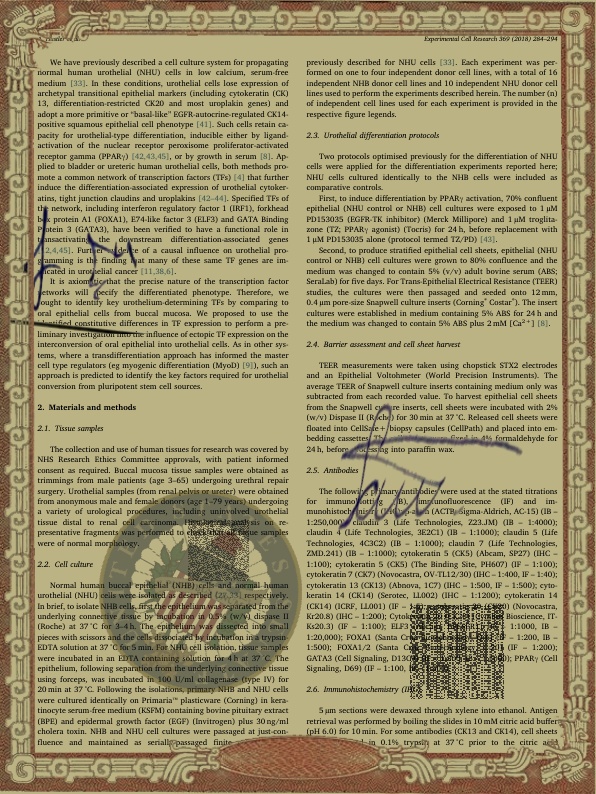 Experimental Cell Research 369 (2018) 284–294
We have previously described a cell culture system for propagating
normal human urothelial (NHU) cells in low calcium, serum-free
medium [33]. In these conditions, urothelial cells lose expression of
archetypal transitional epithelial markers (including keratin (CK)
13, differentiation-restricted CK20 and most uroplakin genes) and
adopt a more primitive or "basal-like" EGFR-autocrine-regulated CK14-
positive squamous epithelial cell phenotype [41]. Such cells retain ca-
pacity for urothelial-type differentiation, inducible either by ligand-
activation of the nuclear receptor peroxisome proliferator-activated
receptor gamma (PPARγ) [42,43,45], or by growth in serum [8]. Ap-
plied to bladder or ureteric human urothelial cells, both methods pro-
mote a common network of transcription factors (TFs) [4] that further
induce the differentiation-associated expression of urothelial cytoker-
atins, tight junction claudins and uroplakins [42–44]. Specified TFs of
the network, including interferon regulatory factor 1 (IRF1), forkhead
box protein A1 (FOXA1), E74-like factor 3 (ELF3) and GATA Binding
Protein 3 (GATA3), have been verified to have a functional role in
transactivating the downstream differentiation-associated genes
[2,4,45]. Further evidence of a causal influence on urothelial pro-
gramming is the finding that many of these same TF genes are im-
plicated in urothelial cancer [11,38,6].
It is axiomatic that the precise nature of the transcription factor
networks will specify the differentiated phenotype. Therefore, we
sought to identify key urothelium-determining TFs by comparing to
oral epithelial cells from buccal mucosa. We proposed to use the
identified constitutive differences in TF expression to perform a pre-
liminary investigation into the influence of ectopic TF expression on the
interconversion of oral epithelial into urothelial cells. As in other sys-
tems, where a transdifferentiation approach has informed the master
cell type regulators (eg myogenic differentiation (MyoD) [9]), such an
approach is predicted to identify the key factors required for urothelial
conversion from pluripotent stem cell sources.
2. Materials and methods
2.1. Tissue samples
The collection and use of human tissues for research was covered by
NHS Research Ethics Committee approvals, with patient informed
consent as required. Buccal mucosa tissue samples were obtained as
trimmings from male patients (age 3–65) undergoing urethral repair
surgery. Urothelial samples (from renal pelvis or ureter) were obtained
from anonymous male and female donors (age 1–79 years) undergoing
a variety of urological procedures, including uninvolved urothelial
tissue distal to renal cell carcinoma. Histological analysis on re-
presentative fragments was performed to check that all tissue samples
were of normal morphology.
2.2. Cell culture
Normal human buccal epithelial (NHB) cells and normal human
urothelial (NHU) cells were isolated as described [27,33] respectively.
In brief, to isolate NHB cells, first the epithelium was separated from the
underlying connective tissue by incubation in 0.5% (w/v) dispase II
(Roche) at 37 °C for 3–4 h. The epithelium was dissected into small
pieces with scissors and the cells dissociated by incubation in a trypsin-
EDTA solution at 37 °C for 5 min. For NHU cell isolation, tissue samples
were incubated in an EDTA containing solution for 4 h at 37 °C. The
epithelium, following separation from the underlying connective tissue
using forceps, was incubated in 100 U/ml collagenase (type IV) for
20 min at 37 °C. Following the isolations, primary NHB and NHU cells
were cultured identically on Primaria™ plasticware (Corning) in kera-
tinocyte serum-free medium (KSFM) containing bovine pituitary extract
(BPE) and epidermal growth factor (EGF) (Invitrogen) plus 30 ng/ml
cholera toxin. NHB and NHU cell cultures were passaged at just-con-
fluence and maintained as serially-passaged finite
previously described for NHU cells [33]. Each experiment was per-
formed on one to four independent donor cell lines, with a total of 16
independent NHB donor cell lines and 10 independent NHU donor cell
lines used to perform the experiments described herein. The number (n)
of independent cell lines used for each experiment is provided in the
respective figure legends.
2.3. Urothelial differentiation protocols
Two protocols optimised previously for the differentiation of NHU
cells were applied for the differentiation experiments reported here;
NHU cells cultured identically to the NHB cells were included as
comparative controls.
First, to induce differentiation by PPARγ activation, 70% confluent
epithelial (NHU control or NHB) cell cultures were exposed to 1 μM
PD153035 (EGFR-TK inhibitor) (Merck Millipore) and 1 μM troglita-
zone (TZ; PPARγ agonist) (Tocris) for 24 h, before replacement with
1 μM PD153035 alone (protocol termed TZ/PD) [43].
Second, to produce stratified epithelial cell sheets, epithelial (NHU
control or NHB) cell cultures were grown to 80% confluence and the
medium was changed to contain 5% (v/v) adult bovine serum (ABS;
SeraLab) for five days. For Trans-Epithelial Electrical Resistance (TEER)
studies, the cultures were then passaged and seeded onto 12 mm,
0.4 μm pore-size Snapwell culture inserts (Corning® Costar®). The insert
cultures were established in medium containing 5% ABS for 24 h and
the medium was changed to contain 5% ABS plus 2 mM [Ca²⁺] [8].
2.4. Barrier assessment and cell sheet harvest
TEER measurements were taken using chopstick STX2 electrodes
and an Epithelial Voltohmeter (World Precision Instruments). The
average TEER of Snapwell culture inserts containing medium only was
subtracted from each recorded value. To harvest epithelial cell sheets
from the Snapwell culture inserts, cell sheets were incubated with 2%
(w/v) Dispase II (Roche) for 30 min at 37 °C. Released cell sheets were
floated into CellSafe+ biopsy capsules (CellPath) and placed into em-
bedding cassettes. The cassettes were fixed in 4% formaldehyde for
24 h, before processing into paraffin wax.
2.5. Antibodies
The following primary antibodies were used at the stated titrations
for immunoblotting (IB), immunofluorescence (IF) and im-
munohistochemistry (IHC): β-actin (ACTB; Sigma-Aldrich, AC-15) (IB –
1:250,000); claudin 3 (Life Technologies, Z23.JM) (IB – 1:1000);
claudin 4 (Life Technologies, 3E2C1) (IB – 1:1000); claudin 5 (Life
Technologies, 4C3C2) (IB – 1:1000); claudin 7 (Life Technologies,
ZMD.241) (IB – 1:1000); cytokeratin 5 (CK5) (Abcam, SP27) (IHC –
1:100); cytokeratin 5 (CK5) (The Binding Site, PH607) (IF – 1:100);
cytokeratin 7 (CK7) (Novocastra, OV-TL12/30) (IHC – 1:400, IF – 1:40);
cytokeratin 13 (CK13) (Abnova, 1C7) (IHC – 1:500, IF – 1:500); cyto-
keratin 14 (CK14) (Serotec, LL002) (IHC – 1:1200); cytokeratin 14
(CK14) (ICRF, LL001) (IF – (Novocastra,
Kς20.8) (IHC – 1:200); Cytoker Bioscience, IT-
Ks20.3) (IF – 1:100); 1:1000, IB –
1:20,000); FOXA1 (Santa Cru IF – 1:200, IB
1:500); FOXA1/2 (Santa C – 1:200);
GATA3 (Cell Signaling, D13C9 PPARγ (Cell
Signaling, D69) (IF – 1:100,
2.6. Immunohistochemistry (IHC)
5 μm sections were dewaxed through xylene into ethanol. Antigen
retrieval was performed by boiling the slides in 10 mM citric acid buffer
(pH 6.0) for 10 min. For some antibodies (CK13 and CK14), cell sheets
in 0.1% trypsin at 37 °C prior to the citric acid